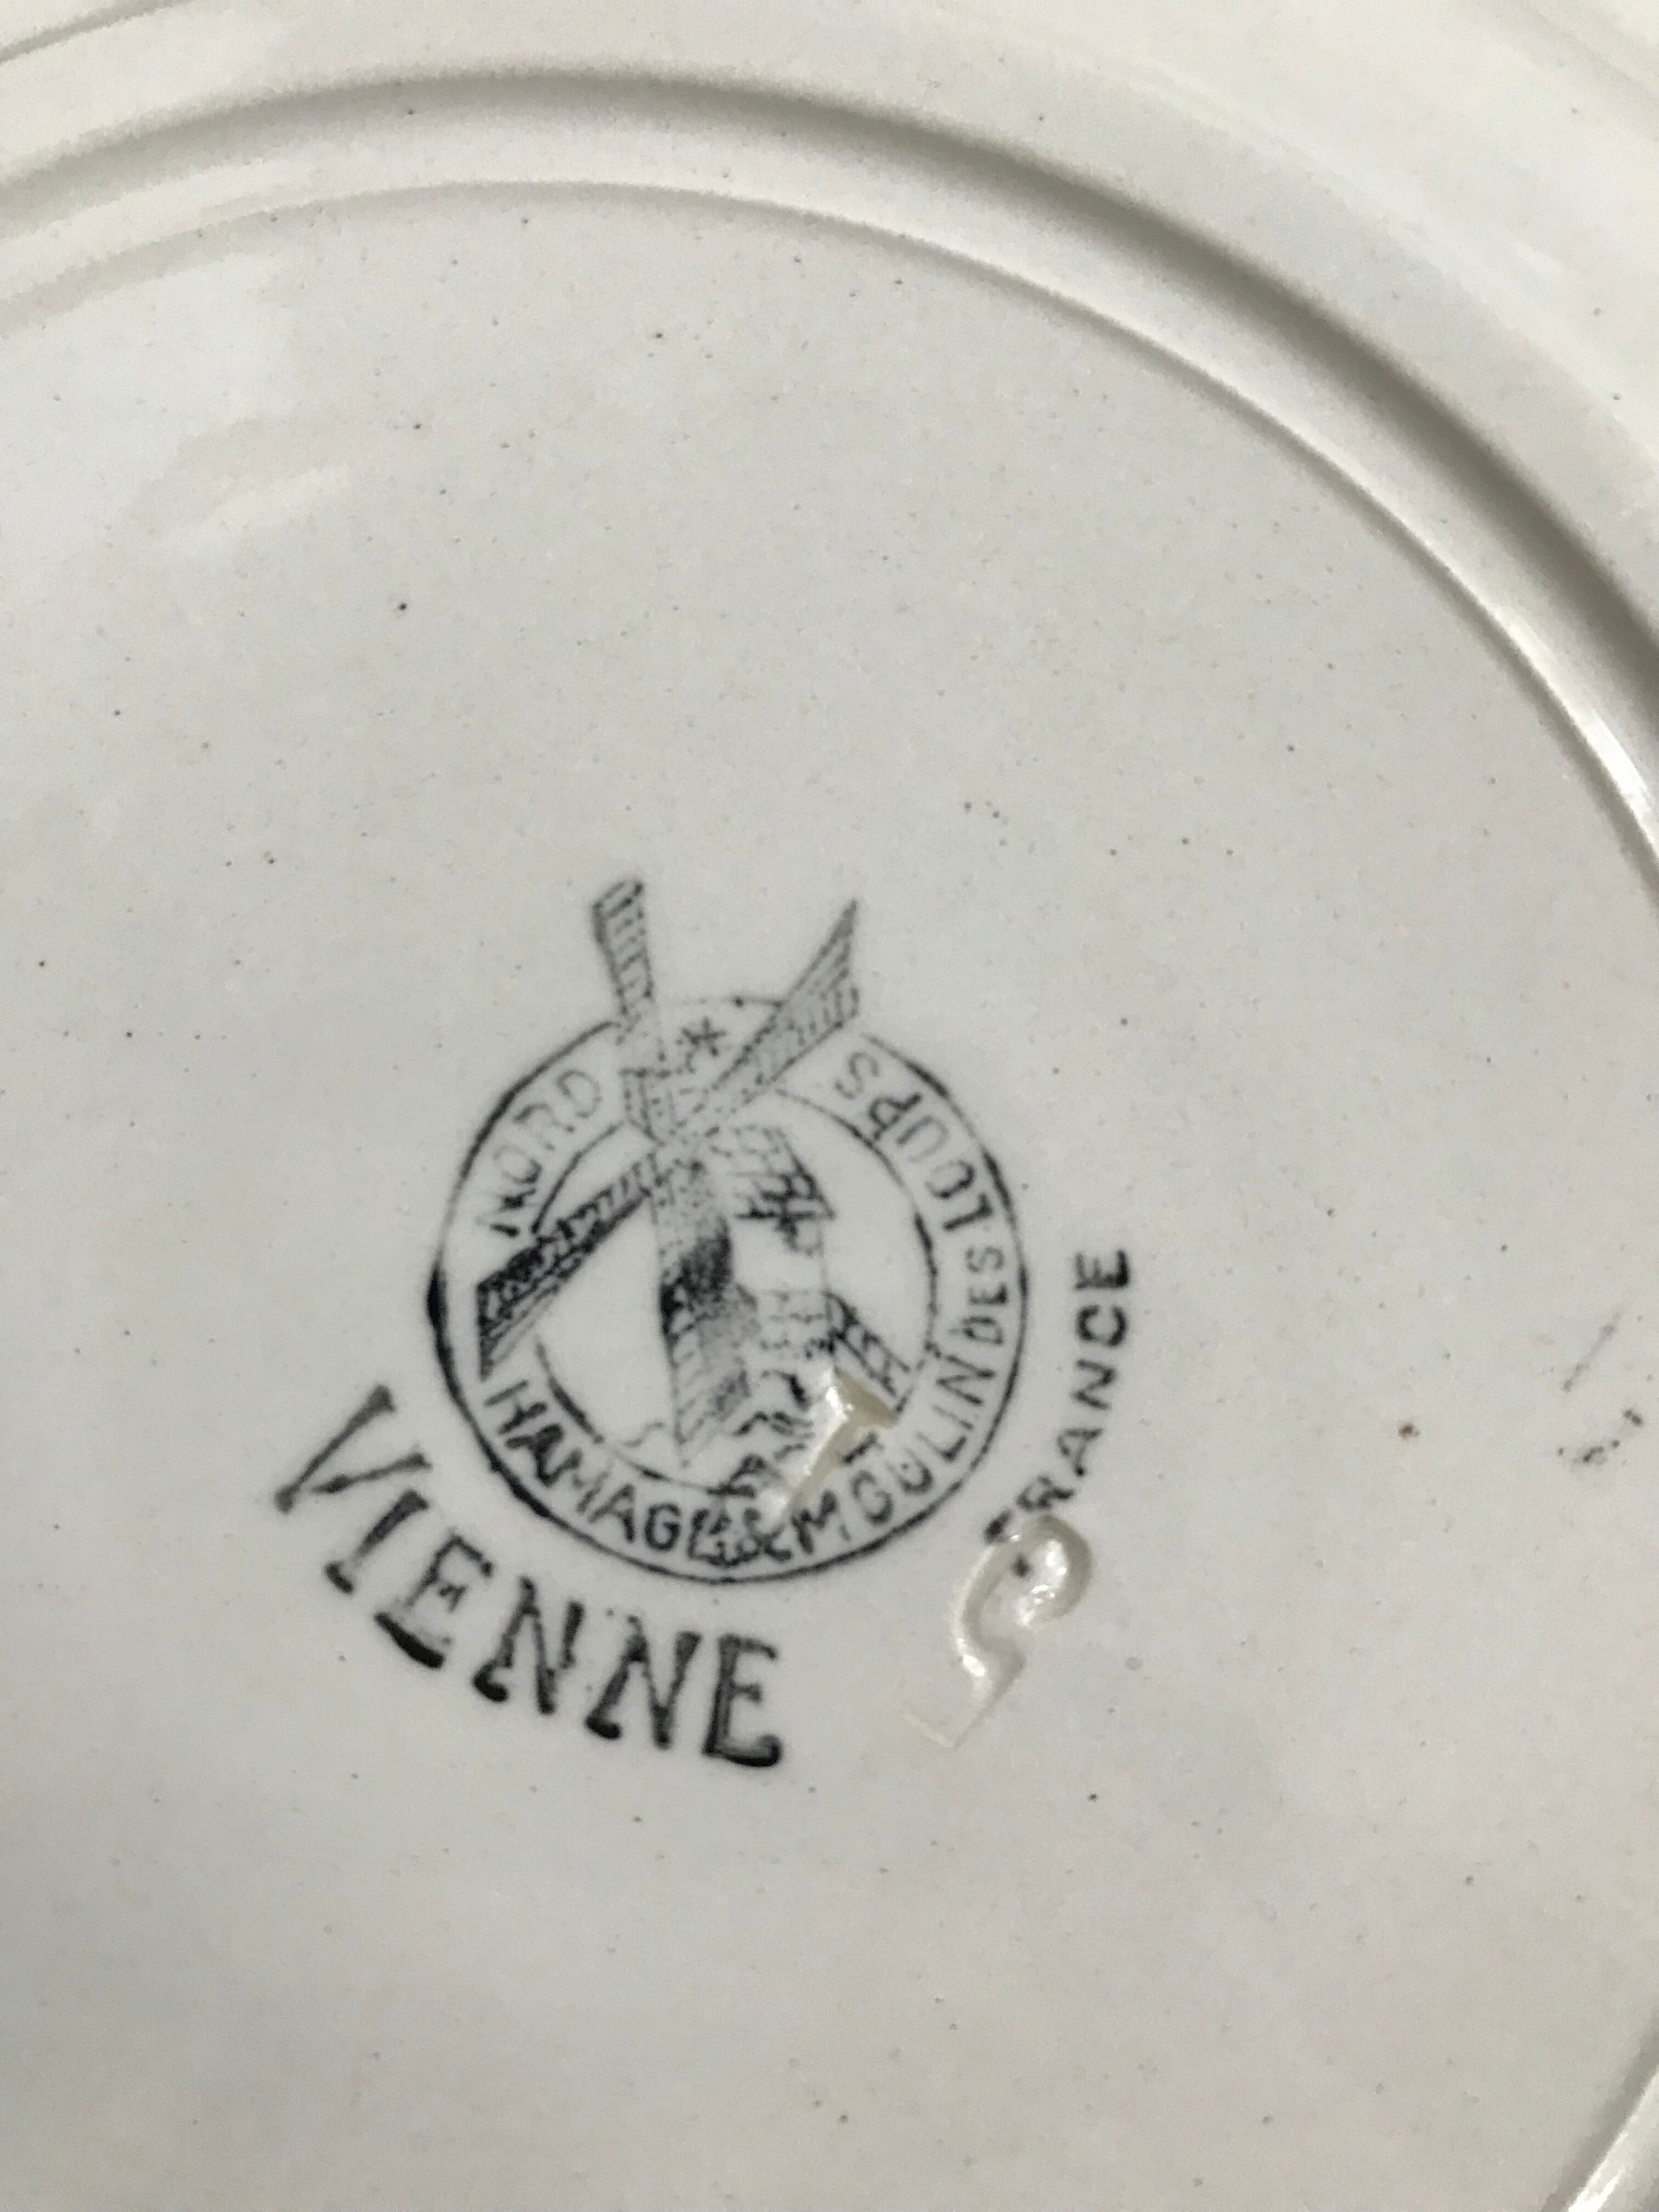 NORD
HAMAGE & MOULIN DES LOUPS
FRANCE
VIENNE